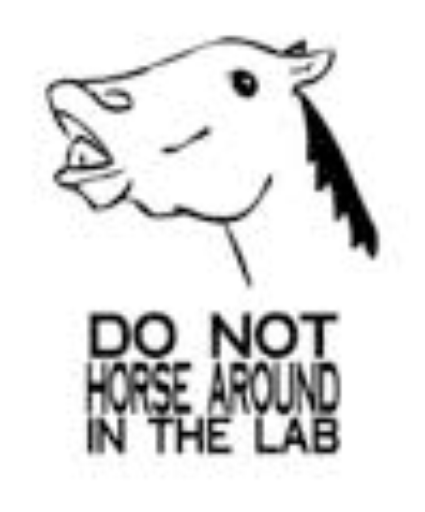 DO NOT
HORSE AROUND
IN THE LAB